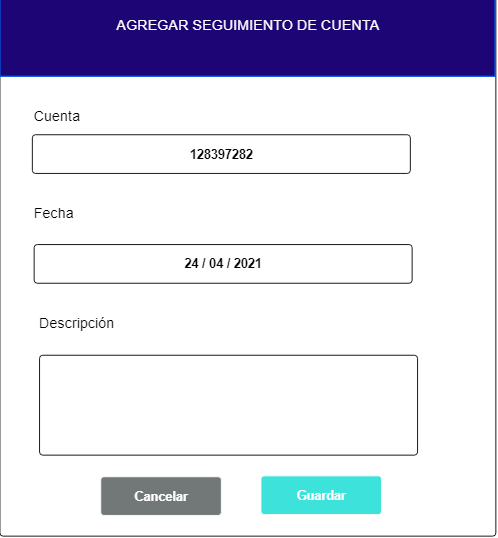 AGREGAR SEGUIMIENTO DE CUENTA
Cuenta
128397282
Fecha
24 / 04 / 2021
Descripción
Cancelar
Guardar